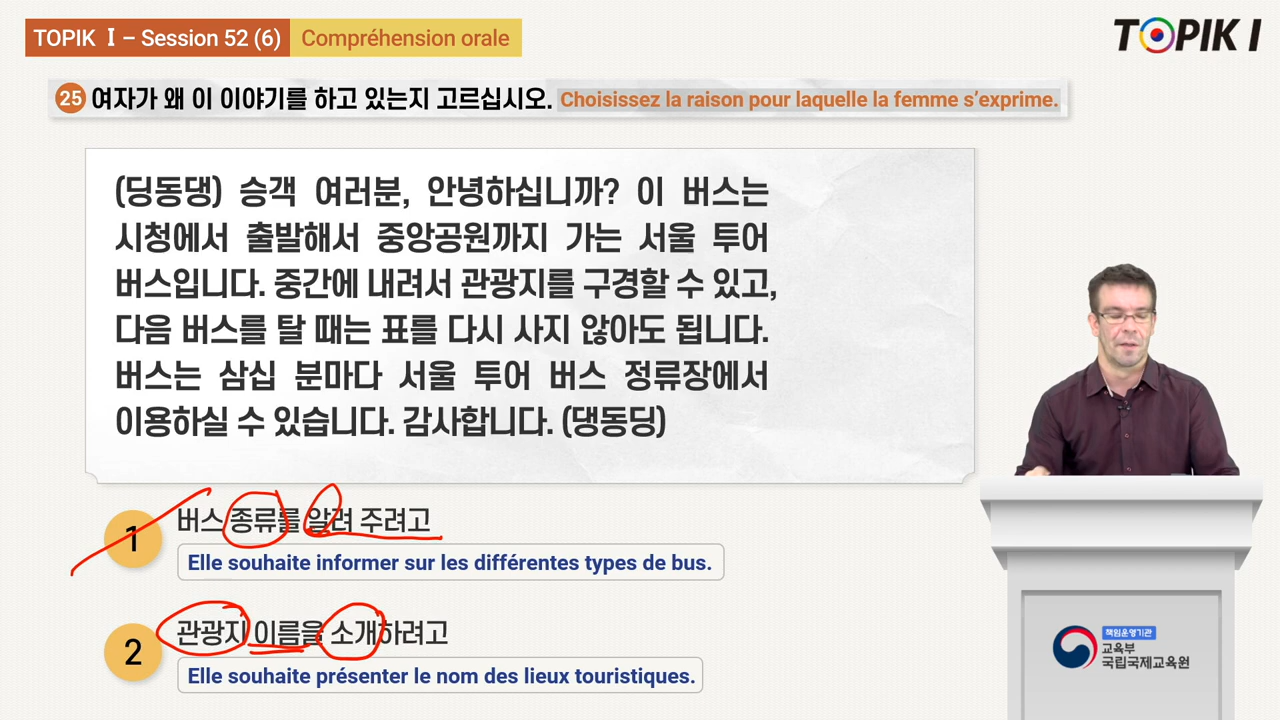 TOPIK I – Session 52 (6) Compréhension orale
TOPIK I
25 여자가 왜 이 이야기를 하고 있는지 고르십시오. Choisissez la raison pour laquelle la femme s'exprime.
(딩동댕) 승객 여러분, 안녕하십니까? 이 버스는
시청에서 출발해서 중앙공원까지 가는 서울 투어
버스입니다. 중간에 내려서 관광지를 구경할 수 있고,
다음 버스를 탈 때는 표를 다시 사지 않아도 됩니다.
버스는 삼십 분마다 서울 투어 버스 정류장에서
이용하실 수 있습니다. 감사합니다. (댕동딩)
1 버스 종류를 알려 주려고
Elle souhaite informer sur les différentes types de bus.
2 관광지 이름을 소개하려고
Elle souhaite présenter le nom des lieux touristiques.
책임운영기관
교육부
국립국제교육원